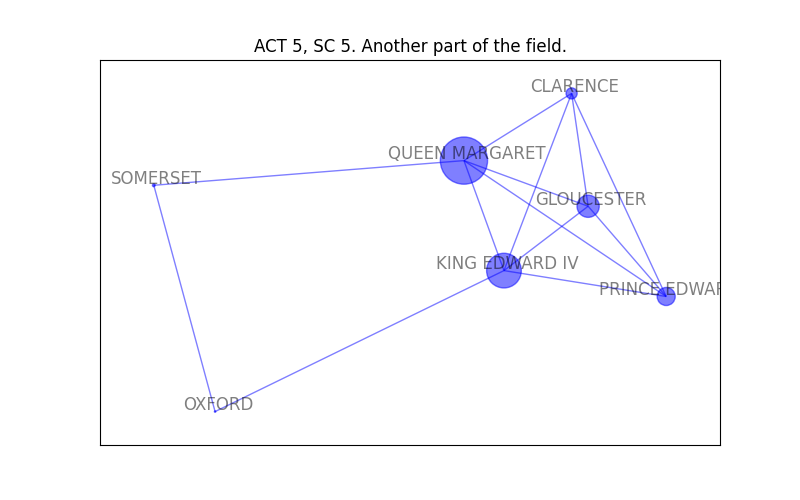 ACT 5, SC 5. Another part of the field.
CLARENCE
QUEEN MARGARET
SOMERSET
GLOUCESTER
KING EDWARD IV
PRINCE EDWAR
OXFORD